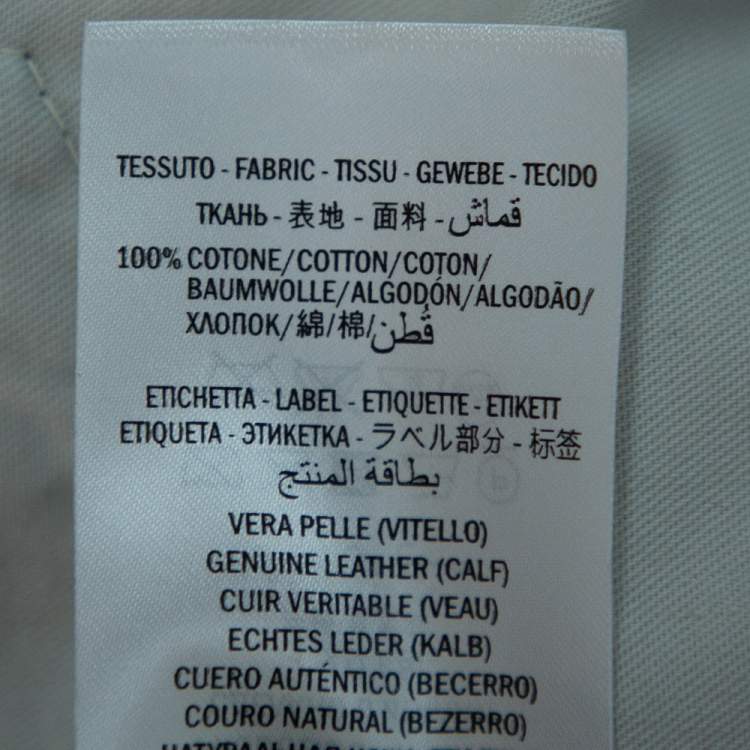 TESSUTO - FABRIC - TISSU - GEWEBE - TECIDO
ТКАНЬ - 表地 - 面料 - قماش
100% COTONE/COTTON/COTON/
BAUMWOLLE/ALGODÓN/ALGODÃO/
ХЛОПОК/綿/棉/قُطن
ETICHETTA - LABEL - ETIQUETTE - ETIKETT
ETIQUETA - ЭТИКЕТКА - ラベル部分 - 标签
بطاقة المنتج
VERA PELLE (VITELLO)
GENUINE LEATHER (CALF)
CUIR VERITABLE (VEAU)
ECHTES LEDER (KALB)
CUERO AUTÉNTICO (BECERRO)
COURO NATURAL (BEZERRO)